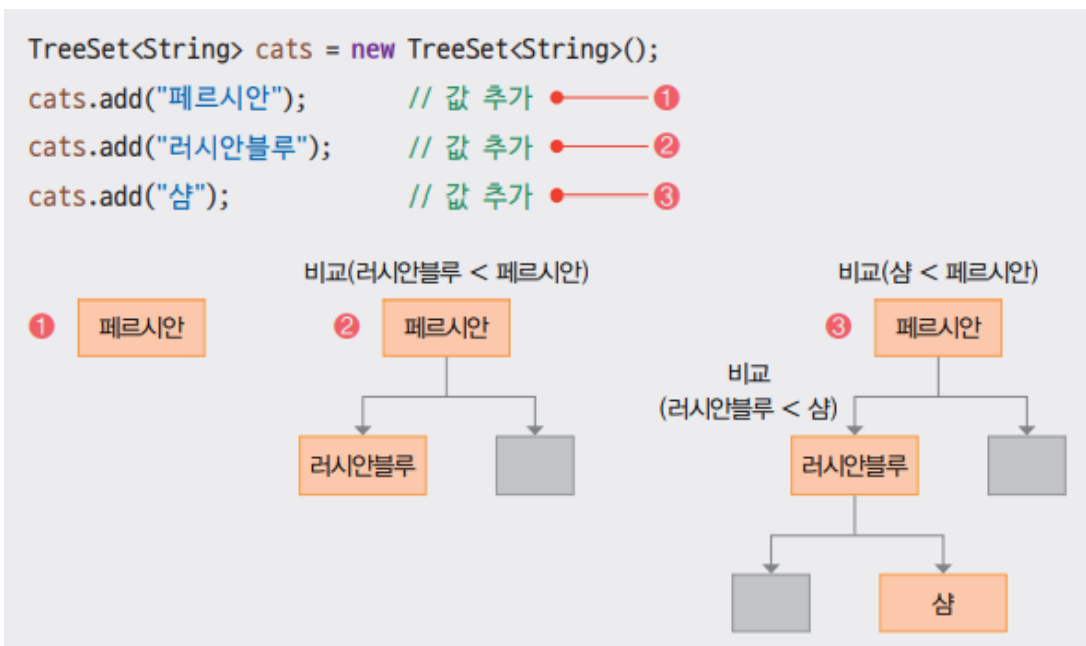 TreeSet<String> cats = new TreeSet<String>();
cats.add("페르시안"); // 값 추가 ❶
cats.add("러시안블루"); // 값 추가 ❷
cats.add("샴"); // 값 추가 ❸
비교(러시안블루 < 페르시안)
비교(샴 < 페르시안)
❶ 페르시안
❷ 페르시안
❸ 페르시안
비교
(러시안블루 < 샴)
러시안블루
러시안블루
샴